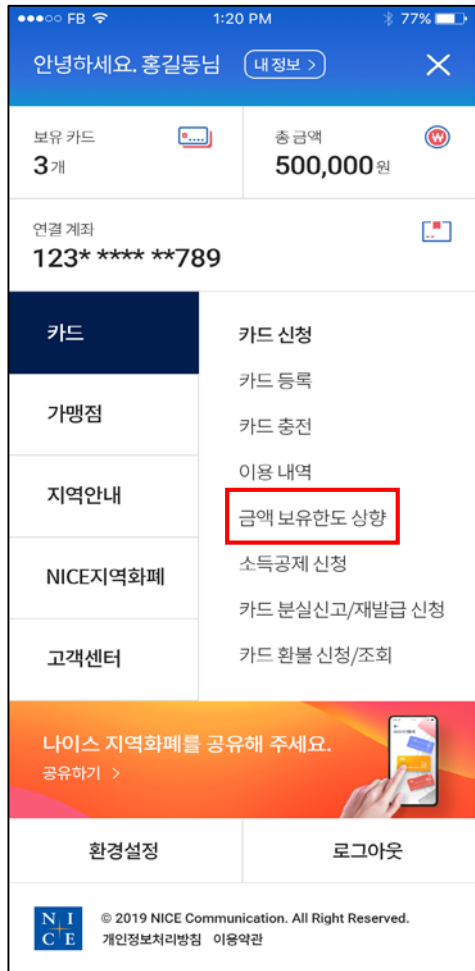 FB 1:20 PM 77%
안녕하세요. 홍길동님 내 정보 >
보유 카드
3개
총 금액
500,000원
연결 계좌
123* **** **789
카드
가맹점
지역안내
NICE지역화폐
고객센터
카드 신청
카드 등록
카드 충전
이용 내역
금액 보유한도 상향
소득공제 신청
카드 분실신고/재발급 신청
카드 환불 신청/조회
나이스 지역화폐를 공유해 주세요.
공유하기 >
환경설정
로그아웃
N I
C E
© 2019 NICE Communication. All Right Reserved.
개인정보처리방침 이용약관